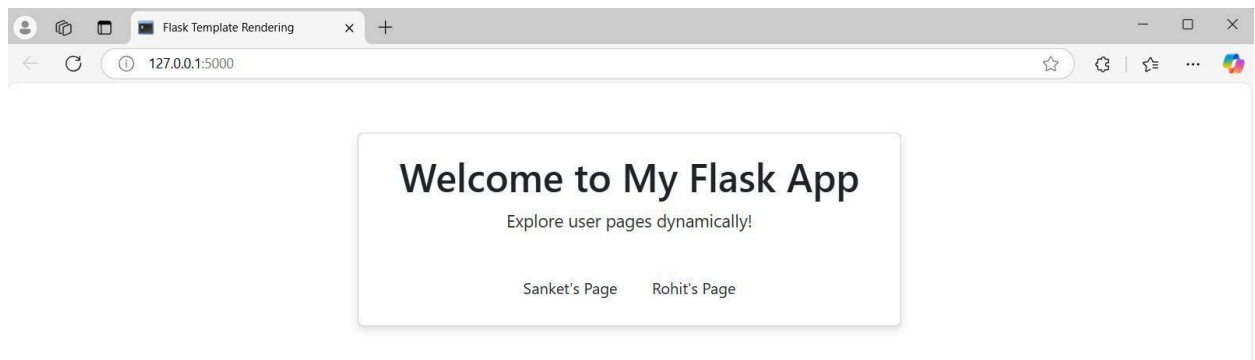 Flask Template Rendering
127.0.0.1:5000
Welcome to My Flask App
Explore user pages dynamically!
Sanket's Page Rohit's Page